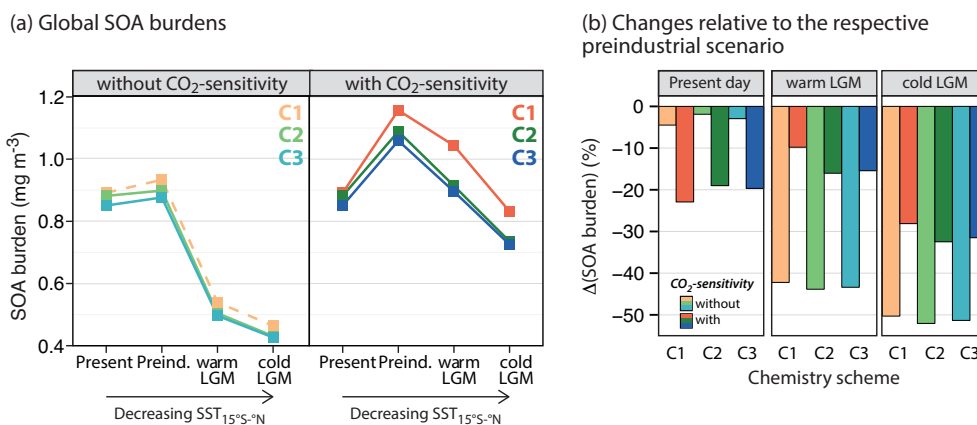 (a) Global SOA burdens
without CO₂-sensitivity
with CO₂-sensitivity
SOA burden (mg m⁻³)
1.2
1.0
0.8
0.6
0.4
C1
C2
C3
C1
C2
C3
Present
Preind.
warm
LGM
cold
LGM
Present
Preind.
warm
LGM
cold
LGM
Decreasing SST15°S-°N
Decreasing SST15°S-°N
(b) Changes relative to the respective
preindustrial scenario
Present day
warm LGM
cold LGM
Δ(SOA burden) (%)
0
−10
−20
−30
−40
−50
CO₂-sensitivity
without
with
C1 C2 C3
C1 C2 C3
C1 C2 C3
Chemistry scheme